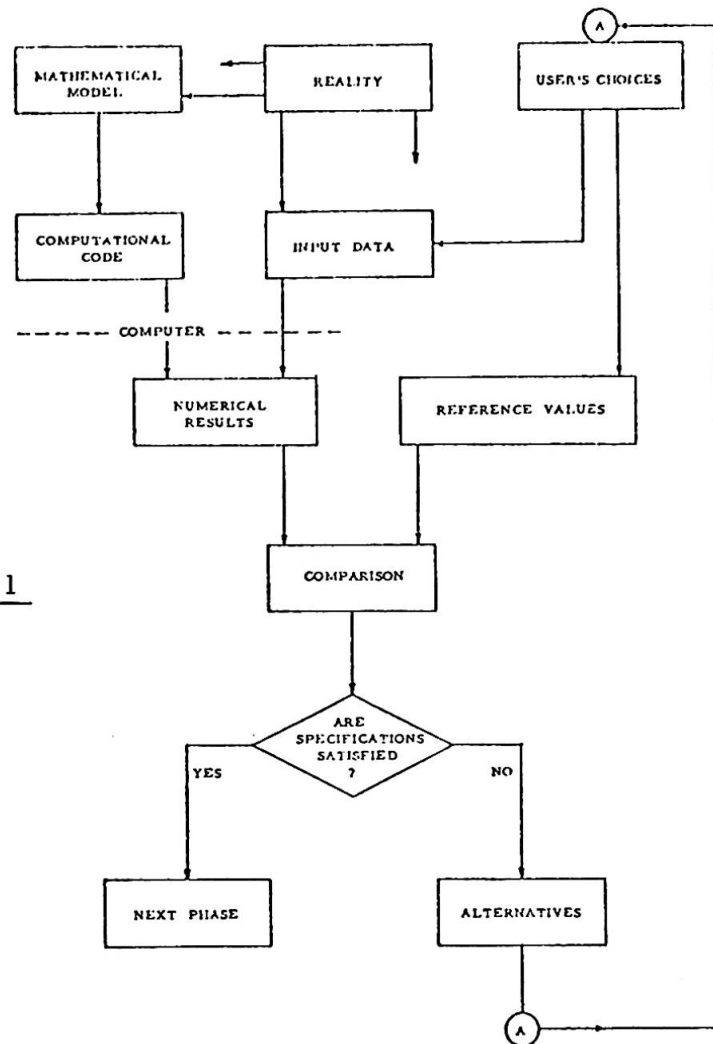 A
MATHEMATICAL
MODEL
REALITY
USER'S CHOICES
COMPUTATIONAL
CODE
INPUT DATA
COMPUTER
NUMERICAL
RESULTS
REFERENCE VALUES
COMPARISON
1
ARE
SPECIFICATIONS
SATISFIED
?
YES
NO
NEXT PHASE
ALTERNATIVES
A